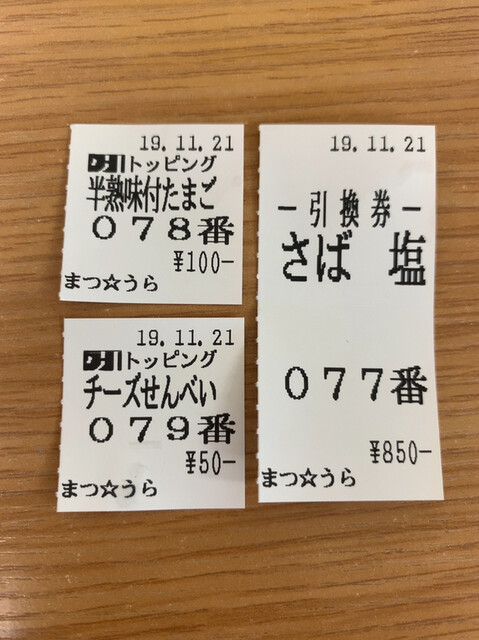 19.11.21
トッピング
半熟味付たまご
078番
¥100-
まつ☆うら
19.11.21
トッピング
チーズせんべい
079番
¥50-
まつ☆うら
19.11.21
-引換券-
さば 塩
077番
¥850-
まつ☆うら